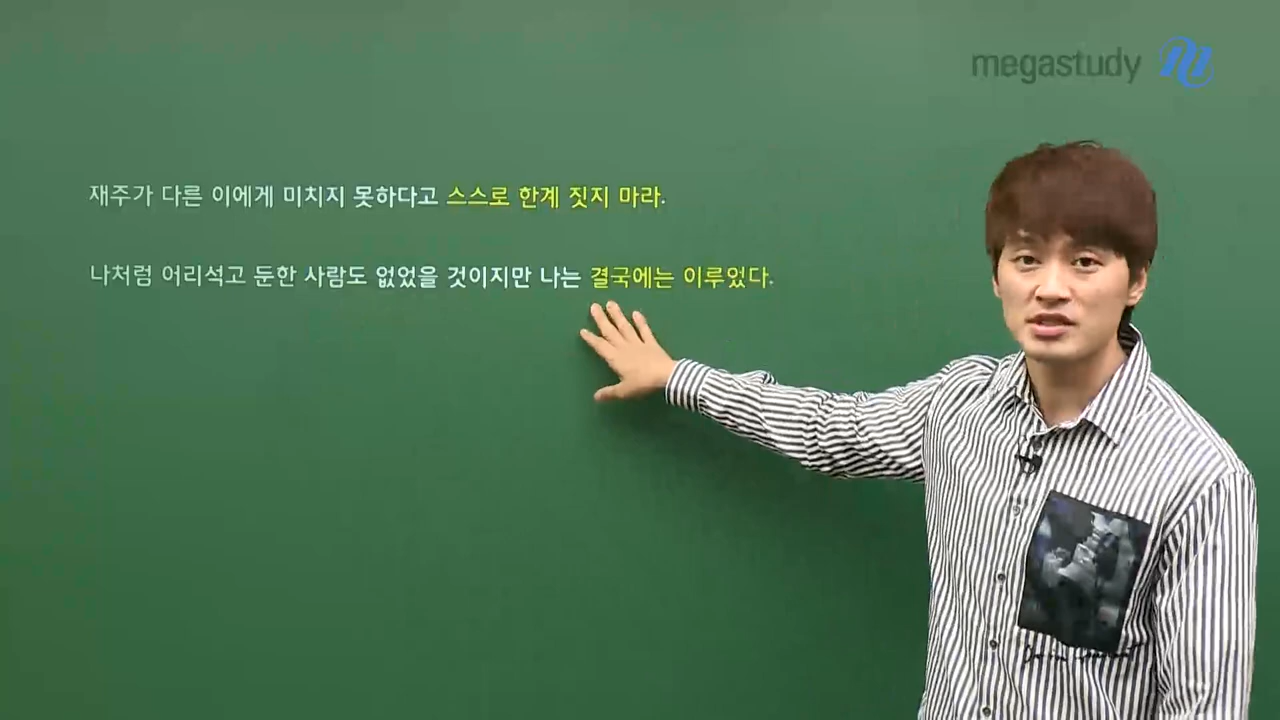 megastudy
재주가 다른 이에게 미치지 못하다고 스스로 한계 짓지 마라.
나처럼 어리석고 둔한 사람도 없었을 것이지만 나는 결국에는 이루었다.